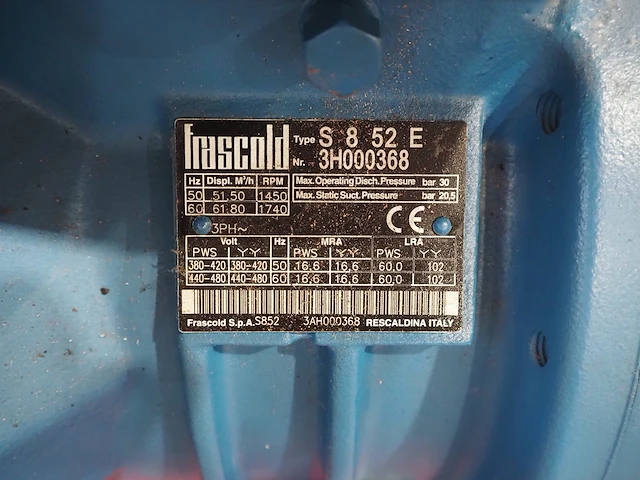 frascold Type S 8 52 E
Nr. 3H000368
Hz Displ. M³/h RPM Max. Operating Disch. Pressure bar 30
50 51.50 1450 Max. Static Suct. Pressure bar 20,5
60 61.80 1740
3PH~ CE
Volt Hz MRA LRA
PWS YY PWS YY PWS YY
380-420 380-420 50 16.6 16,6 60,0 102
440-480 440-480 60 16.6 16,6 60,0 102
Frascold S.p.A. S852 3AH000368 RESCALDINA ITALY